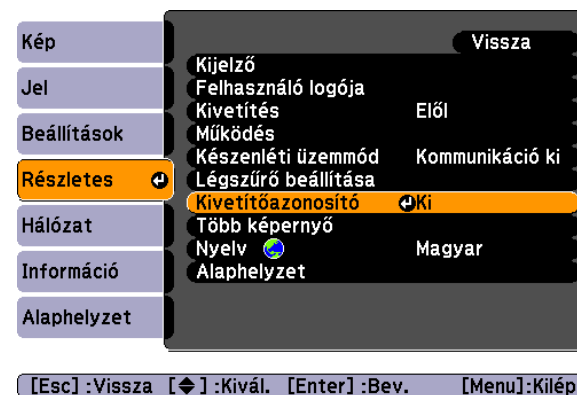 Kép
Jel
Beállítások
Részletes
Hálózat
Információ
Alaphelyzet
Vissza
Kijelző
Felhasználó logója
Kivetítés Elől
Működés
Készenléti üzemmód Kommunikáció ki
Légszűrő beállítása
Kivetítőazonosító Ki
Több képernyő
Nyelv Magyar
Alaphelyzet
[Esc] :Vissza [◆] :Kivál. [Enter] :Bev. [Menu]:Kilép